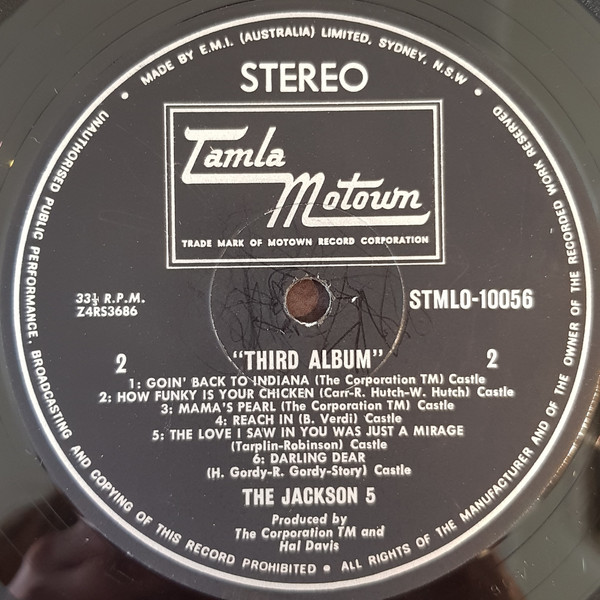 MADE BY E.M.I. (AUSTRALIA) LIMITED, SYDNEY, N.S.W •
STEREO
Tamla
Motown
TRADE MARK OF MOTOWN RECORD CORPORATION
33⅓ R.P.M.
Z4RS3686
STMLO-10056
2
"THIRD ALBUM"
2
1: GOIN' BACK TO INDIANA (The Corporation TM) Castle
2: HOW FUNKY IS YOUR CHICKEN (Carr-R. Hutch-W. Hutch) Castle
3: MAMA'S PEARL (The Corporation TM) Castle
4: REACH IN (B. Verdi) Castle
5: THE LOVE I SAW IN YOU WAS JUST A MIRAGE
(Tarplin-Robinson) Castle
6: DARLING DEAR
(H. Gordy-R. Gordy-Story) Castle
THE JACKSON 5
Produced by
The Corporation TM and
Hal Davis
• UNAUTHORISED PUBLIC PERFORMANCE, BROADCASTING AND COPYING OF THIS RECORD PROHIBITED • ALL RIGHTS OF THE MANUFACTURER AND OF THE OWNER OF THE RECORDED WORK RESERVED